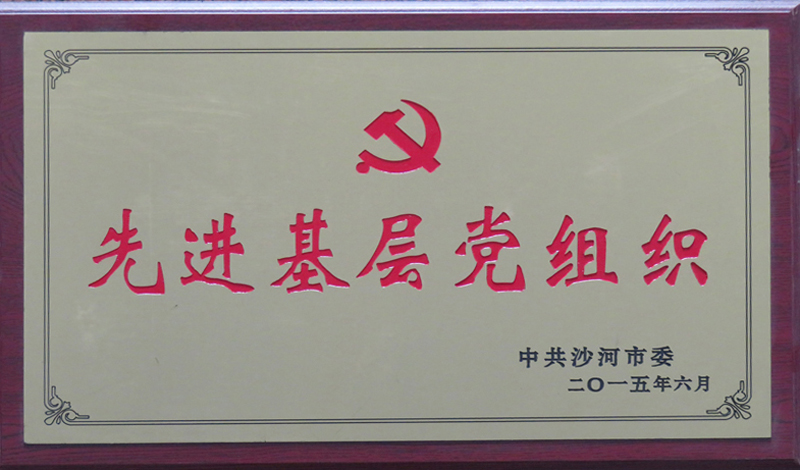 先进基层党组织
中共沙河市委
二〇一五年六月